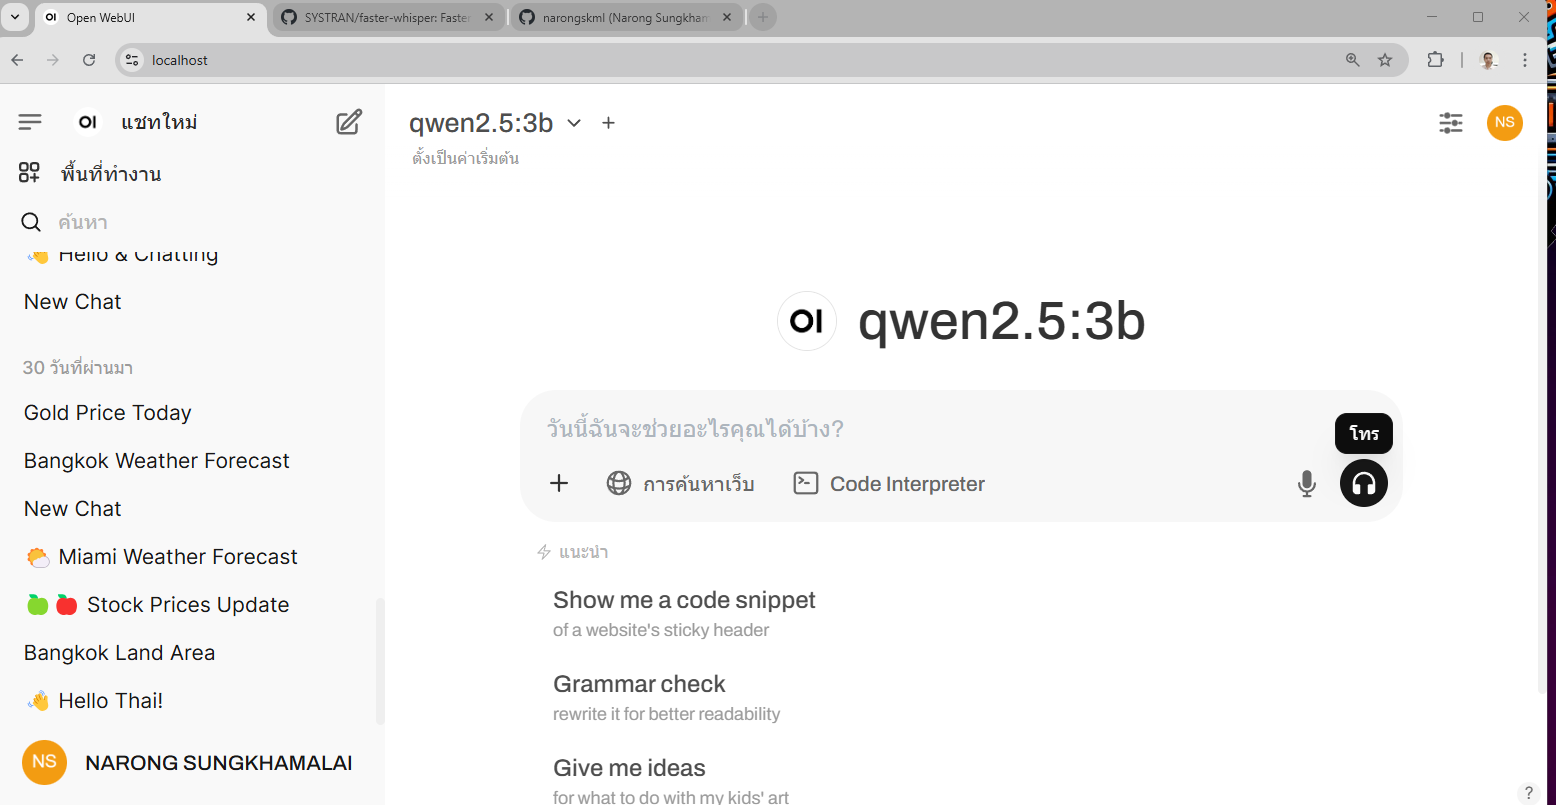 Open WebUI
SYSTRAN/faster-whisper: Faster
narongskml (Narong Sungkham
localhost
OI
แชทใหม่
พื้นที่ทำงาน
ค้นหา
👋 Hello & Chatting
New Chat
30 วันที่ผ่านมา
Gold Price Today
Bangkok Weather Forecast
New Chat
🌤️ Miami Weather Forecast
🍏🍎 Stock Prices Update
Bangkok Land Area
👋 Hello Thai!
NS
NARONG SUNGKHAMALAI
qwen2.5:3b
ตั้งเป็นค่าเริ่มต้น
NS
OI
qwen2.5:3b
วันนี้ฉันจะช่วยอะไรคุณได้บ้าง?
โทร
การค้นหาเว็บ
Code Interpreter
แนะนำ
Show me a code snippet
of a website's sticky header
Grammar check
rewrite it for better readability
Give me ideas
for what to do with my kids' art
?